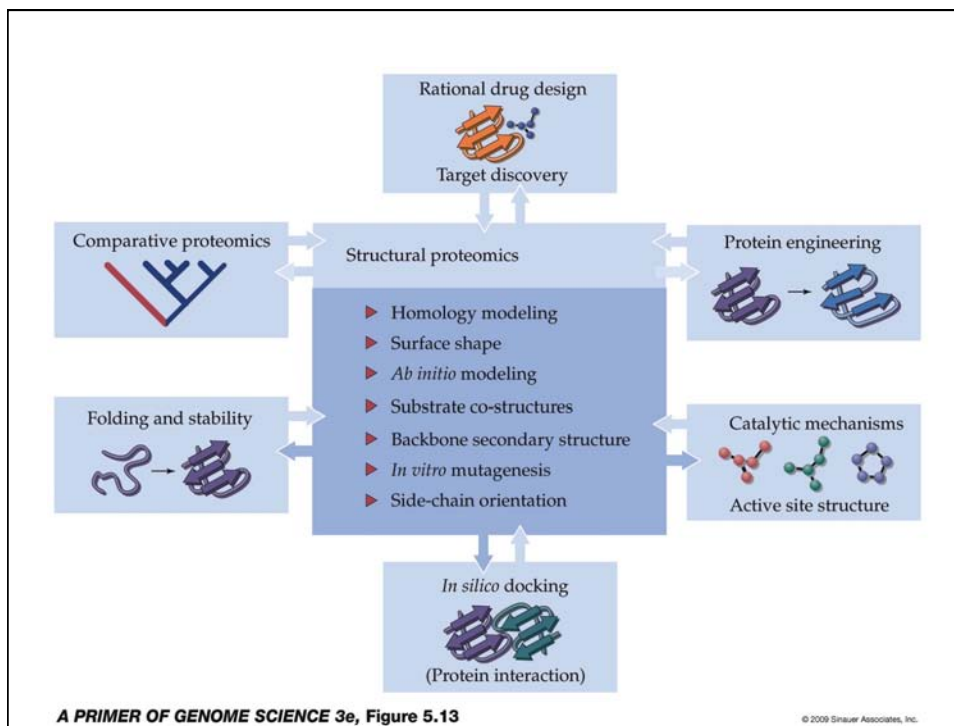 Rational drug design
Target discovery
Comparative proteomics
Structural proteomics
Protein engineering
Homology modeling
Surface shape
Ab initio modeling
Substrate co-structures
Backbone secondary structure
In vitro mutagenesis
Side-chain orientation
Folding and stability
Catalytic mechanisms
Active site structure
In silico docking
(Protein interaction)
A PRIMER OF GENOME SCIENCE 3e, Figure 5.13
© 2009 Sinauer Associates, Inc.